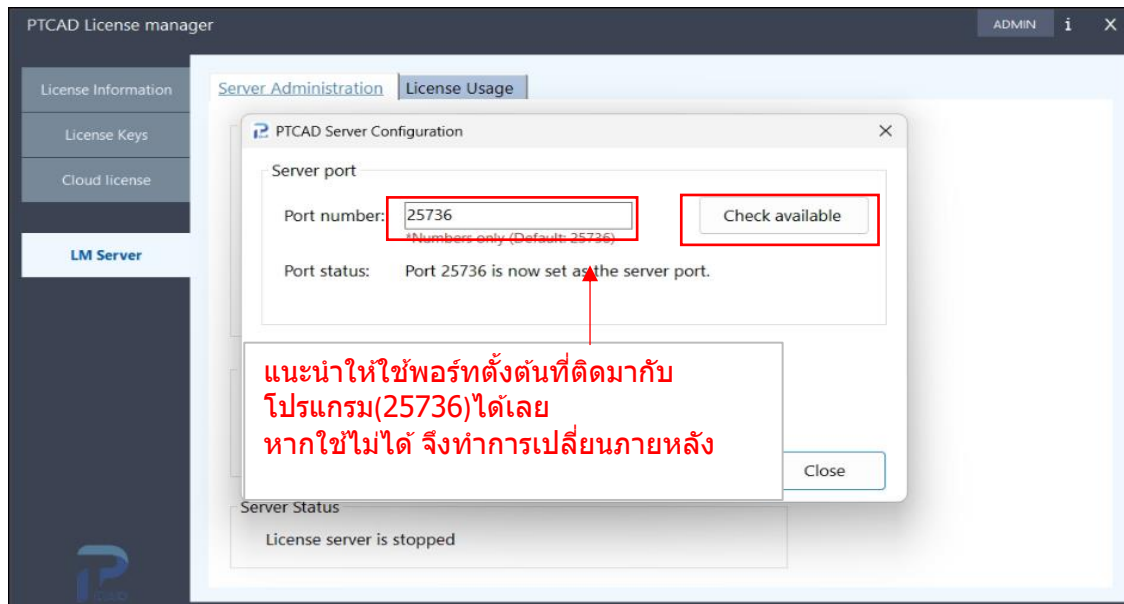 PTCAD License manager
ADMIN i X
License Information
License Keys
Cloud license
LM Server
Server Administration
License Usage
PTCAD Server Configuration
Server port
Port number: 25736
Check available
*Numbers only (Default: 25736)
Port status: Port 25736 is now set as the server port.
แนะนำให้ใช้พอร์ทตั้งต้นที่ติดมากับ
โปรแกรม(25736)ได้เลย
หากใช้ไม่ได้ จึงทำการเปลี่ยนภายหลัง
Close
Server Status
License server is stopped